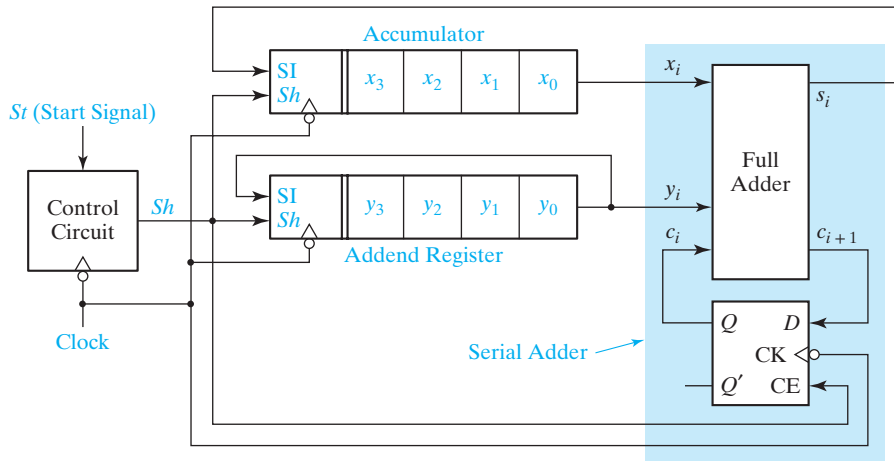 Accumulator
SI
Sh
x3 x2 x1 x0
xi
si
St (Start Signal)
Full
Adder
Control
Circuit
Sh
SI
Sh
y3 y2 y1 y0
yi
ci
ci+1
Addend Register
Clock
Serial Adder
Q D
CK
Q′ CE